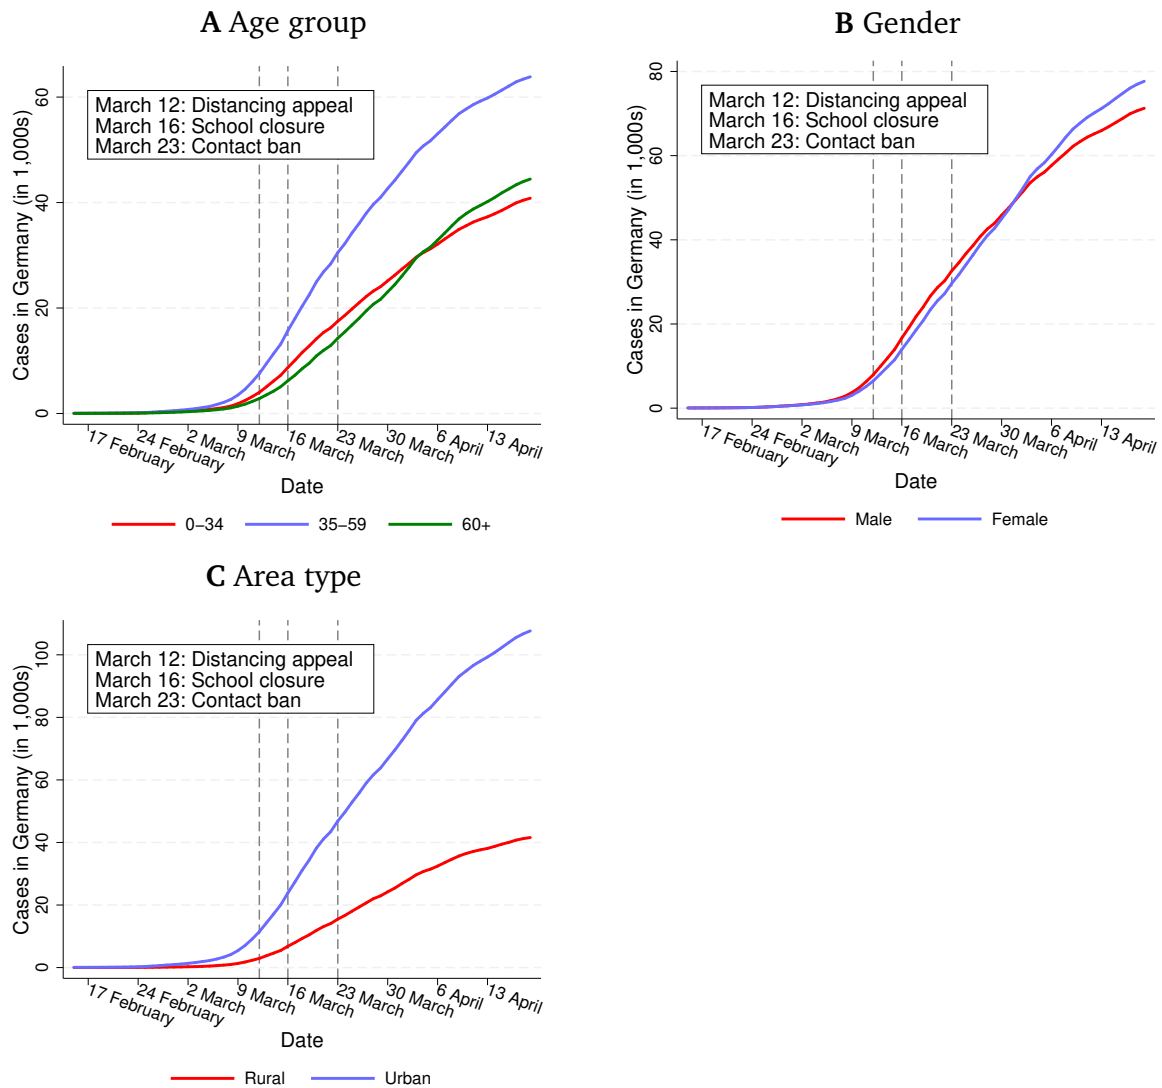 A Age group
Cases in Germany (in 1,000s)
60
40
20
0
March 12: Distancing appeal
March 16: School closure
March 23: Contact ban
17 February
24 February
2 March
9 March
16 March
23 March
30 March
6 April
13 April
Date
0–34
35–59
60+
B Gender
Cases in Germany (in 1,000s)
80
60
40
20
0
March 12: Distancing appeal
March 16: School closure
March 23: Contact ban
17 February
24 February
2 March
9 March
16 March
23 March
30 March
6 April
13 April
Date
Male
Female
C Area type
Cases in Germany (in 1,000s)
100
80
60
40
20
0
March 12: Distancing appeal
March 16: School closure
March 23: Contact ban
17 February
24 February
2 March
9 March
16 March
23 March
30 March
6 April
13 April
Date
Rural
Urban